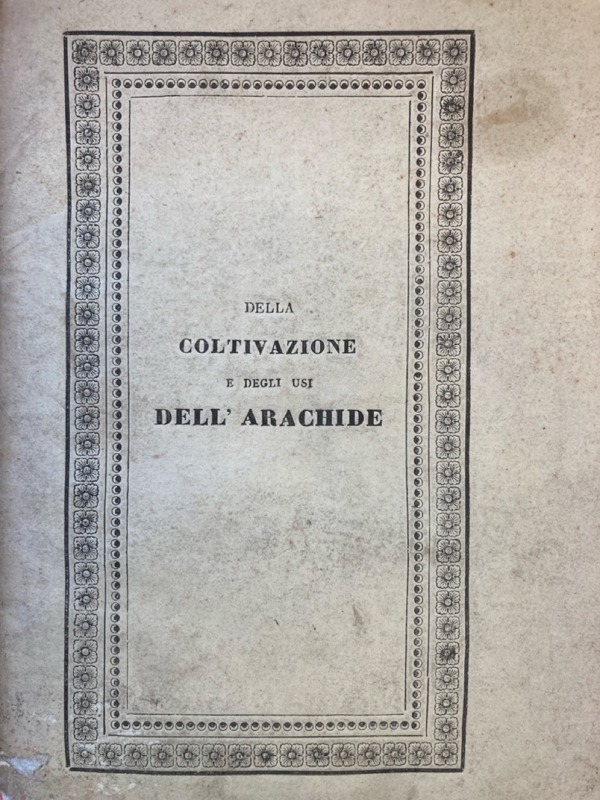 DELLA
COLTIVAZIONE
E DEGLI USI
DELL' ARACHIDE